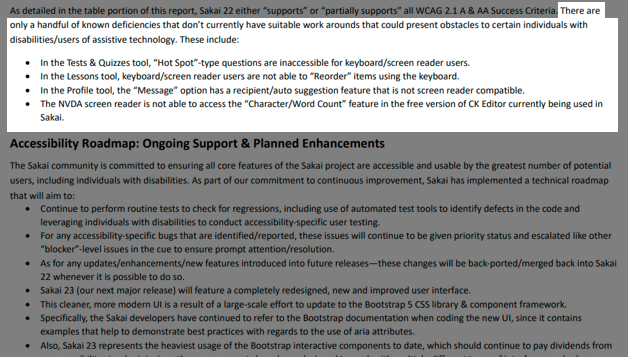 As detailed in the table portion of this report, Sakai 22 either “supports” or “partially supports” all WCAG 2.1 A & AA Success Criteria. There are
only a handful of known deficiencies that don’t currently have suitable work arounds that could present obstacles to certain individuals with
disabilities/users of assistive technology. These include:
• In the Tests & Quizzes tool, “Hot Spot”-type questions are inaccessible for keyboard/screen reader users.
• In the Lessons tool, keyboard/screen reader users are not able to “Reorder” items using the keyboard.
• In the Profile tool, the “Message” option has a recipient/auto suggestion feature that is not screen reader compatible.
• The NVDA screen reader is not able to access the “Character/Word Count” feature in the free version of CK Editor currently being used in
Sakai.
Accessibility Roadmap: Ongoing Support & Planned Enhancements
The Sakai community is committed to ensuring all core features of the Sakai project are accessible and usable by the greatest number of potential
users, including individuals with disabilities. As part of our commitment to continuous improvement, Sakai has implemented a technical roadmap
that will aim to:
• Continue to perform routine tests to check for regressions, including use of automated test tools to identify defects in the code and
leveraging individuals with disabilities to conduct accessibility-specific user testing.
• For any accessibility-specific bugs that are identified/reported, these issues will continue to be given priority status and escalated like other
“blocker”-level issues in the cue to ensure prompt attention/resolution.
• As for any updates/enhancements/new features introduced into future releases—these changes will be back-ported/merged back into Sakai
22 whenever it is possible to do so.
• Sakai 23 (our next major release) will feature a completely redesigned, new and improved user interface.
• This cleaner, more modern UI is a result of a large-scale effort to update to the Bootstrap 5 CSS library & component framework.
• Specifically, the Sakai developers have continued to refer to the Bootstrap documentation when coding the new UI, since it contains
examples that help to demonstrate best practices with regards to the use of aria attributes.
• Also, Sakai 23 represents the heaviest usage of the Bootstrap interactive components to date, which should continue to pay dividends from